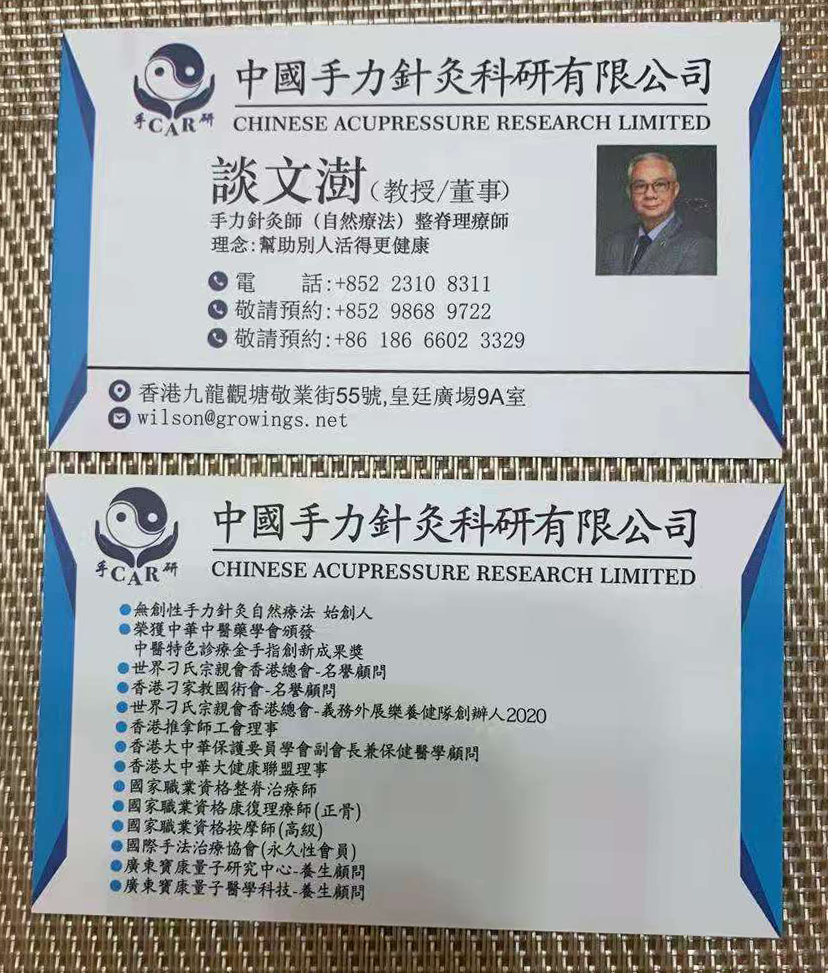 手CAR研
中國手力針灸科研有限公司
CHINESE ACUPRESSURE RESEARCH LIMITED
談文澍(教授/董事)
手力針灸師（自然療法）整脊理療師
理念:幫助別人活得更健康
電 話:+852 2310 8311
敬請預約:+852 9868 9722
敬請預約:+86 186 6602 3329
香港九龍觀塘敬業街55號,皇廷廣場9A室
wilson@growings.net
手CAR研
中國手力針灸科研有限公司
CHINESE ACUPRESSURE RESEARCH LIMITED
無創性手力針灸自然療法 始創人
榮獲中華中醫藥學會頒發
中醫特色診療金手指創新成果獎
世界刁氏宗親會香港總會-名譽顧問
香港刁家教國術會-名譽顧問
世界刁氏宗親會香港總會-義務外展樂養健隊創辦人2020
香港推拿師工會理事
香港大中華保護要員學會副會長兼保健醫學顧問
香港大中華大健康聯盟理事
國家職業資格整脊治療師
國家職業資格康復理療師(正骨)
國家職業資格按摩師(高級)
國際手法治療協會(永久性會員)
廣東寶康量子研究中心-養生顧問
廣東寶康量子醫學科技-養生顧問